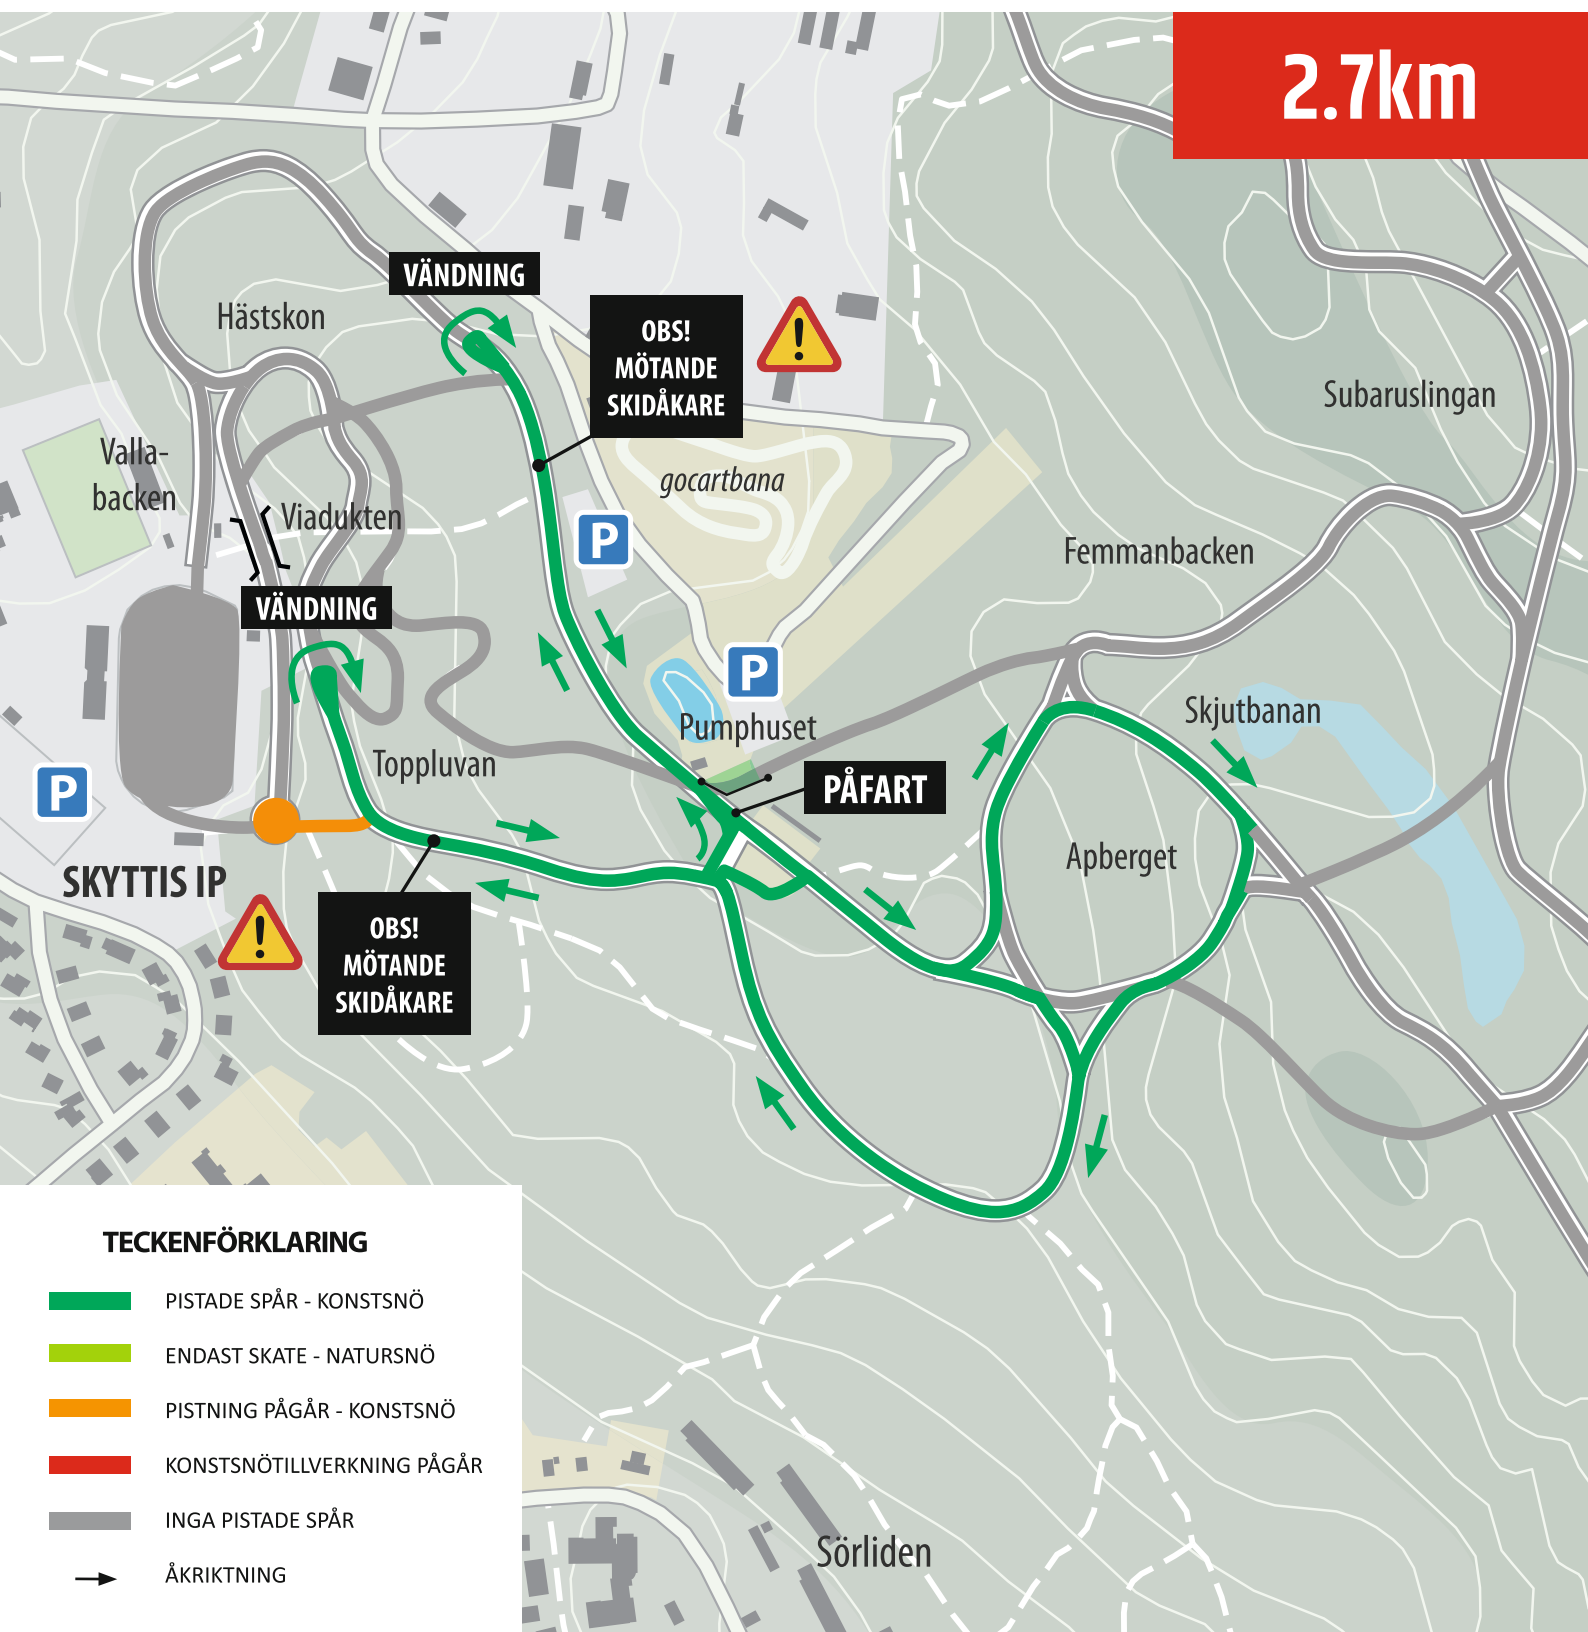 2.7km
VÄNDNING
Hästskon
OBS!
MÖTANDE
SKIDÅKARE
Subaruslingan
Valla-
backen
gocartbana
Viadukten
P
Femmanbacken
VÄNDNING
P
Pumphuset
Skjutbanan
Toppluvan
PÅFART
P
Apberget
SKYTTIS IP
OBS!
MÖTANDE
SKIDÅKARE
TECKENFÖRKLARING
PISTADE SPÅR - KONSTSNÖ
ENDAST SKATE - NATURSNÖ
PISTNING PÅGÅR - KONSTSNÖ
KONSTSNÖTILLVERKNING PÅGÅR
INGA PISTADE SPÅR
ÅKRIKTNING
Sörliden